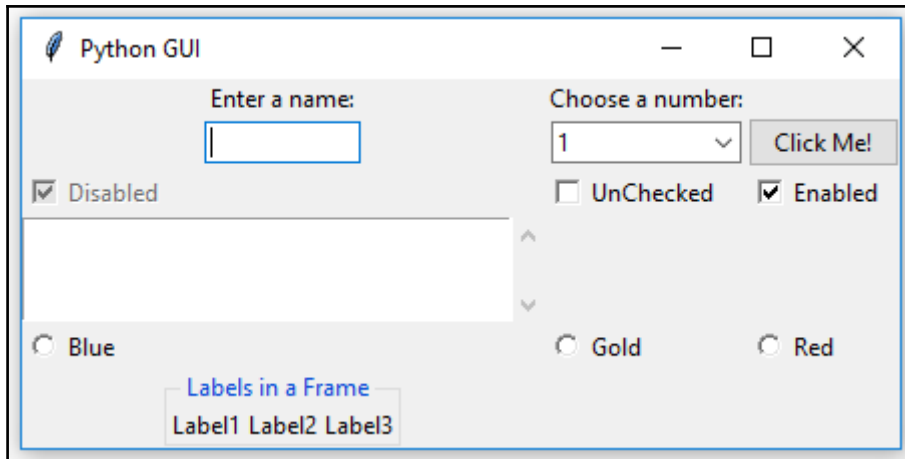 Python GUI
Enter a name: Choose a number:
1 Click Me!
Disabled UnChecked Enabled
Blue Gold Red
Labels in a Frame
Label1 Label2 Label3